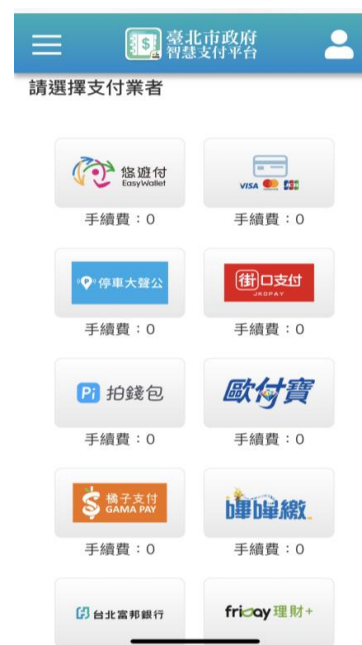 臺北市政府
智慧支付平台
請選擇支付業者
悠遊付
EasyWallet
VISA
JCB
手續費：0
手續費：0
停車大聲公
街口支付
JKOPAY
手續費：0
手續費：0
Pi 拍錢包
歐付寶
手續費：0
手續費：0
橘子支付
GAMA PAY
嗶嗶繳
手續費：0
手續費：0
台北富邦銀行
friday理財+